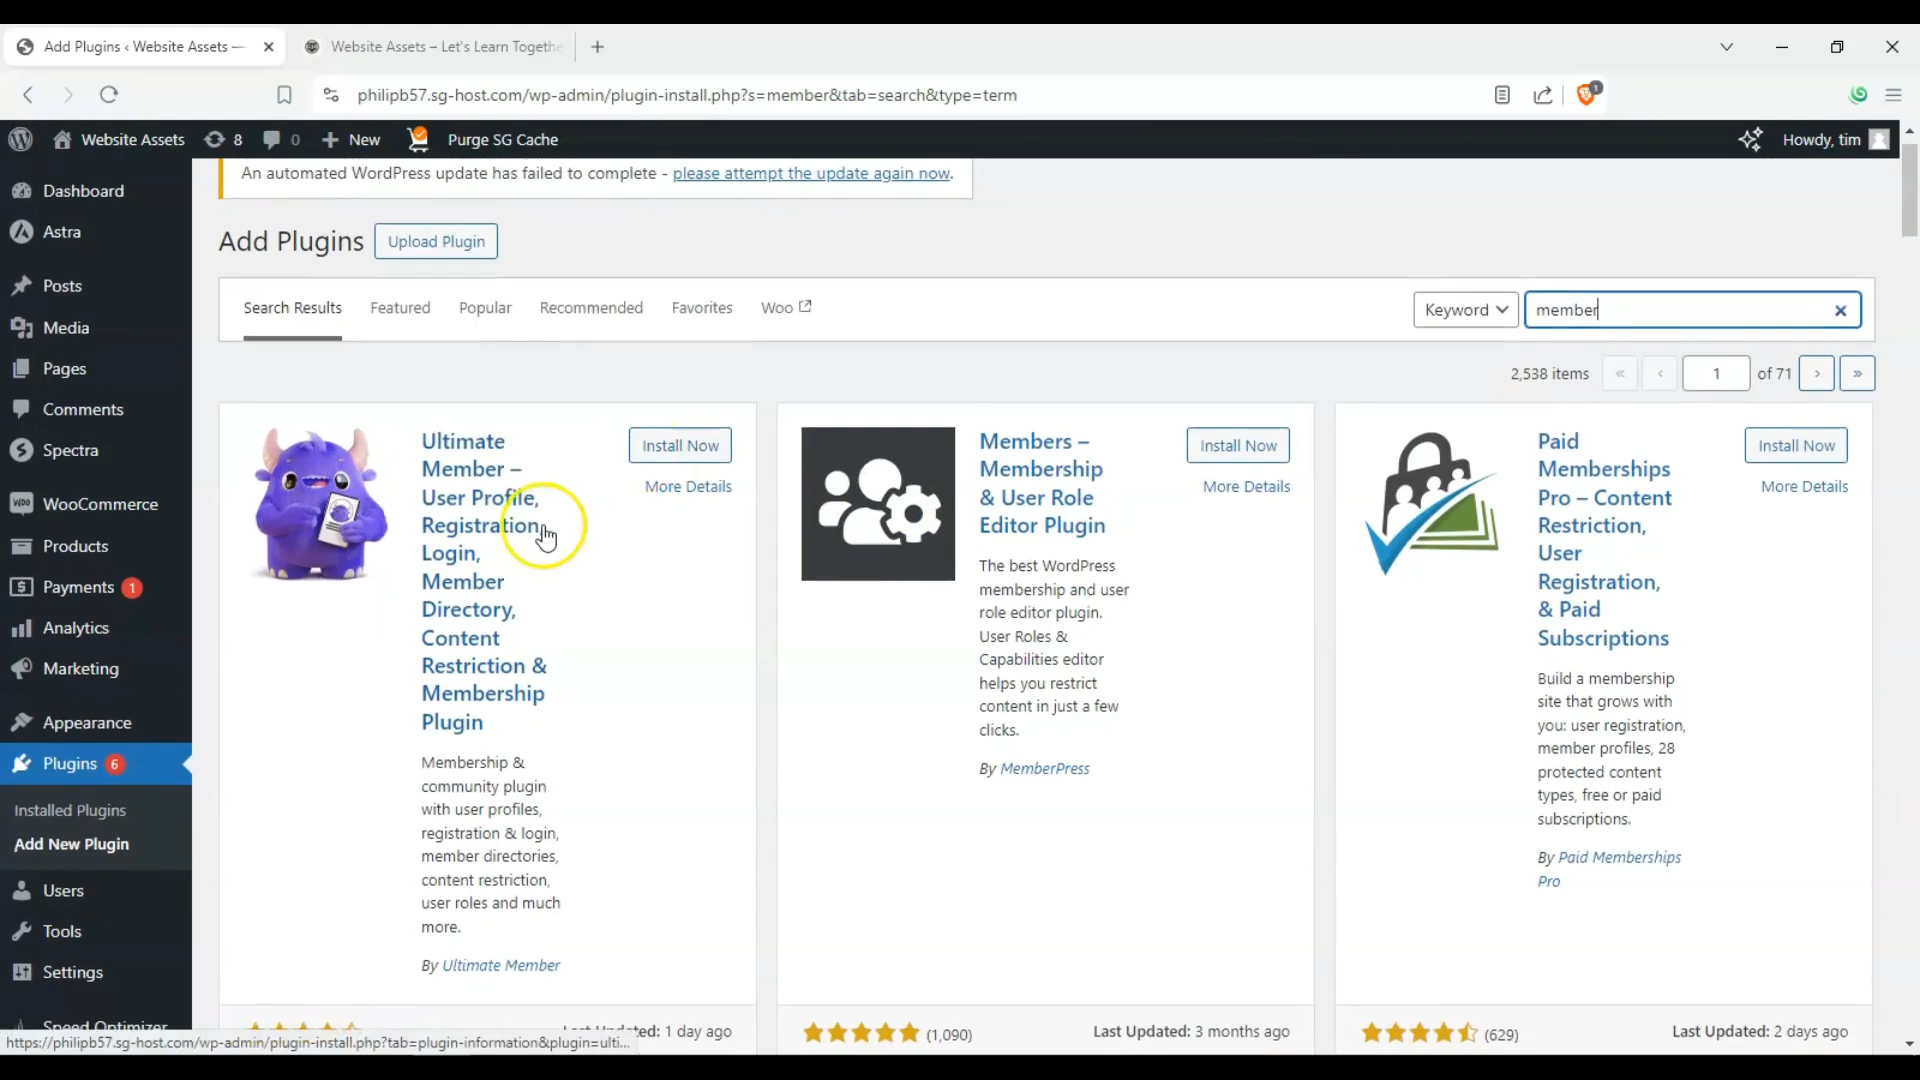 Add Plugins ‹ Website Assets —
Website Assets – Let's Learn Togethe
philipb57.sg-host.com/wp-admin/plugin-install.php?s=member&tab=search&type=term
1
Website Assets 8 0 New Purge SG Cache Howdy, tim
An automated WordPress update has failed to complete - please attempt the update again now.
Dashboard
Astra
Posts
Media
Pages
Comments
Spectra
WooCommerce
Products
Payments 1
Analytics
Marketing
Appearance
Plugins 6
Installed Plugins
Add New Plugin
Users
Tools
Settings
Speed Optimizer
Add Plugins Upload Plugin
Search Results Featured Popular Recommended Favorites Woo Keyword member
2,538 items « ‹ 1 of 71 › »
Ultimate
Member –
User Profile,
Registration,
Login,
Member
Directory,
Content
Restriction &
Membership
Plugin
Install Now
More Details
Membership &
community plugin
with user profiles,
registration & login,
member directories,
content restriction,
user roles and much
more.
By Ultimate Member
Last Updated: 1 day ago
Members –
Membership
& User Role
Editor Plugin
Install Now
More Details
The best WordPress
membership and user
role editor plugin.
User Roles &
Capabilities editor
helps you restrict
content in just a few
clicks.
By MemberPress
(1,090) Last Updated: 3 months ago
Paid
Memberships
Pro – Content
Restriction,
User
Registration,
& Paid
Subscriptions
Install Now
More Details
Build a membership
site that grows with
you: user registration,
member profiles, 28
protected content
types, free or paid
subscriptions.
By Paid Memberships
Pro
(629) Last Updated: 2 days ago
https://philipb57.sg-host.com/wp-admin/plugin-install.php?tab=plugin-information&plugin=ulti...